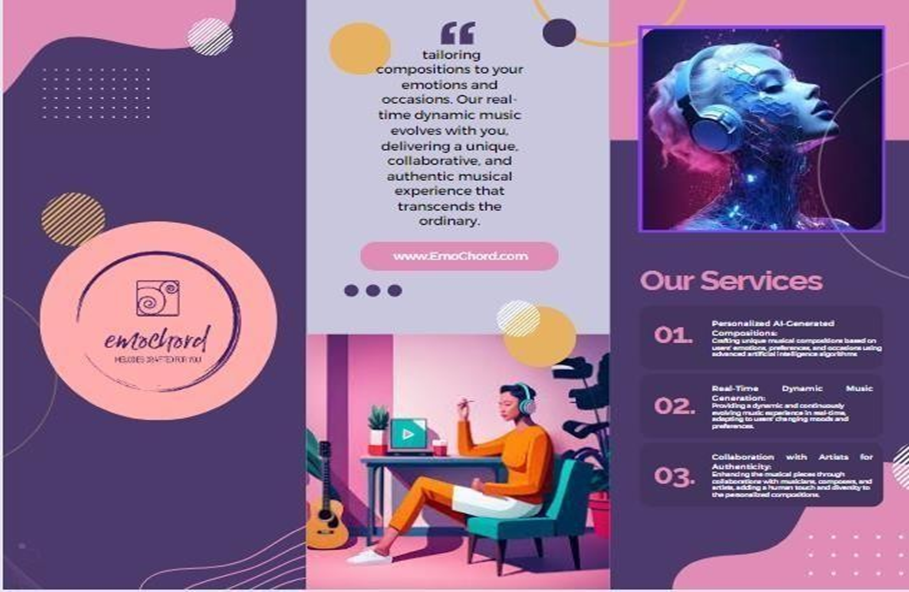 emochord
MELODIES CRAFTED FOR YOU
“
tailoring
compositions to your
emotions and
occasions. Our real-
time dynamic music
evolves with you,
delivering a unique,
collaborative, and
authentic musical
experience that
transcends the
ordinary.
www.EmoChord.com
Our Services
01.
Personalized AI-Generated
Compositions:
Crafting unique musical compositions based on
users' emotions, preferences, and occasions using
advanced artificial intelligence algorithms
02.
Real-Time Dynamic Music
Generation:
Providing a dynamic and continuously
evolving music experience in real-time,
adapting to users' changing moods and
preferences.
03.
Collaboration with Artists for
Authenticity:
Enhancing the musical pieces through
collaborations with musicians, composers, and
artists, adding a human touch and diversity to
the personalized compositions.